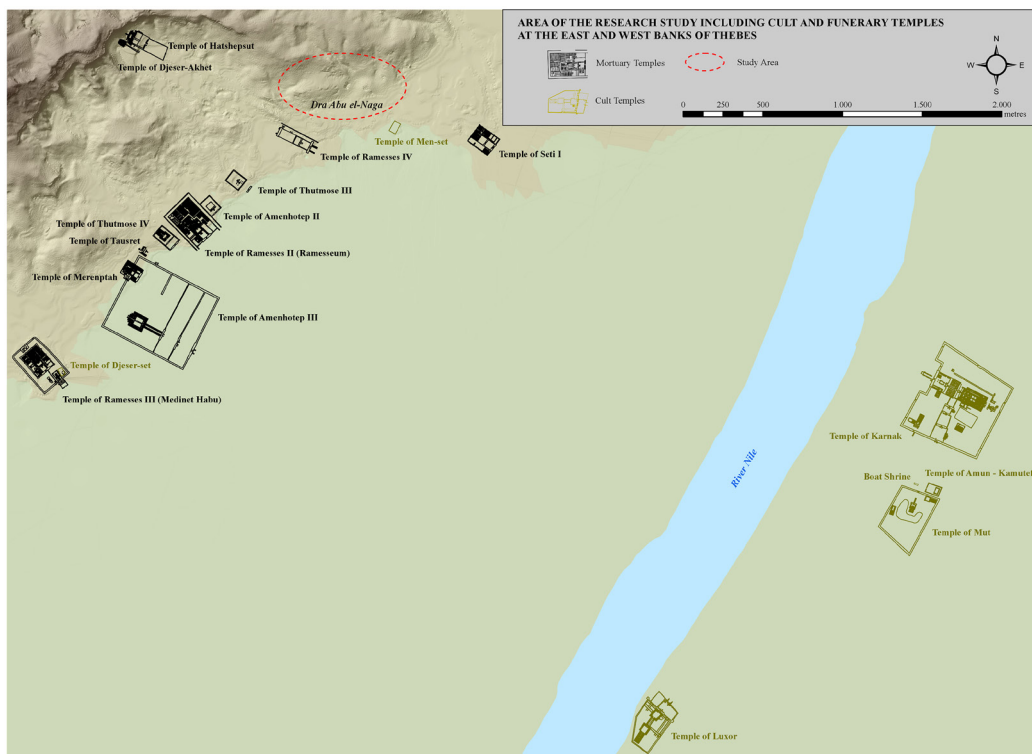 AREA OF THE RESEARCH STUDY INCLUDING CULT AND FUNERARY TEMPLES
AT THE EAST AND WEST BANKS OF THEBES
Mortuary Temples
Study Area
Cult Temples
N
W
E
S
0 250 500 1.000 1.500 2.000
metres
Temple of Hatshepsut
Temple of Djeser-Akhet
Dra Abu el-Naga
Temple of Men-set
Temple of Ramesses IV
Temple of Seti I
Temple of Thutmose III
Temple of Amenhotep II
Temple of Thutmose IV
Temple of Tausret
Temple of Ramesses II (Ramesseum)
Temple of Merenptah
Temple of Amenhotep III
Temple of Djeser-set
Temple of Ramesses III (Medinet Habu)
River Nile
Temple of Karnak
Temple of Amun - Kamutef
Boat Shrine
Temple of Mut
Temple of Luxor